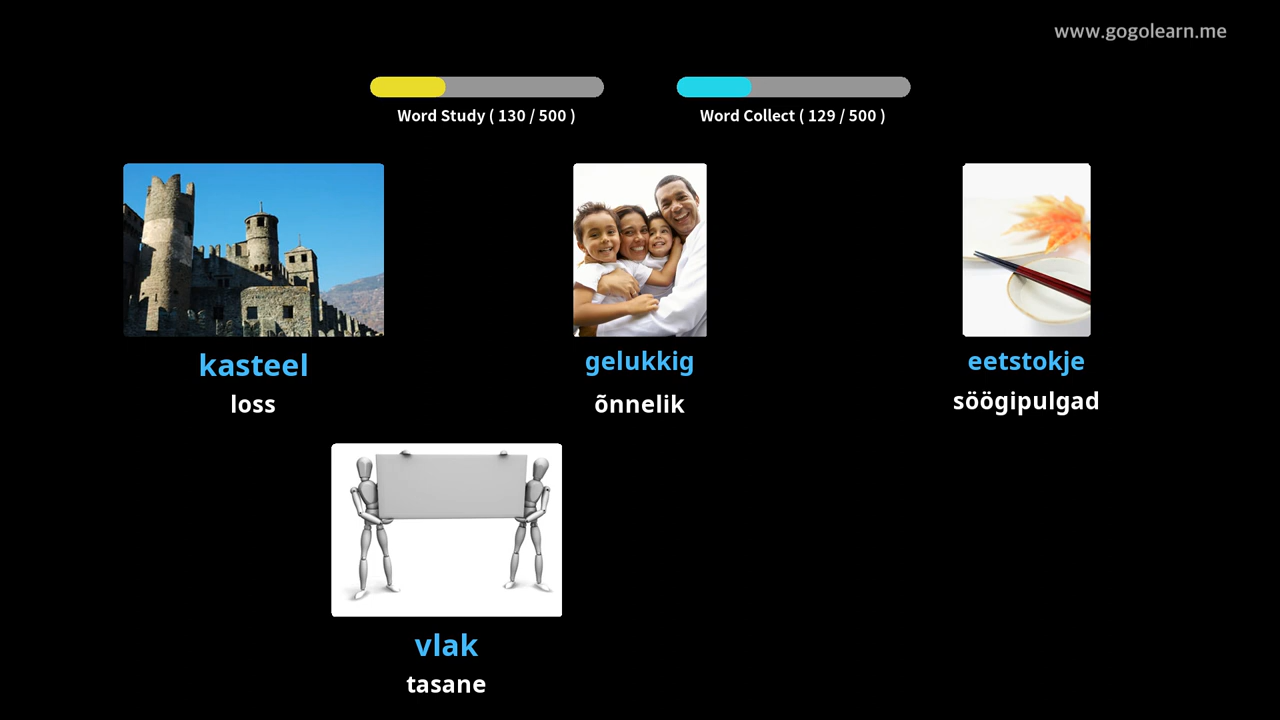 www.gogolearn.me
Word Study ( 130 / 500 )
Word Collect ( 129 / 500 )
kasteel
loss
gelukkig
õnnelik
eetstokje
söögipulgad
vlak
tasane